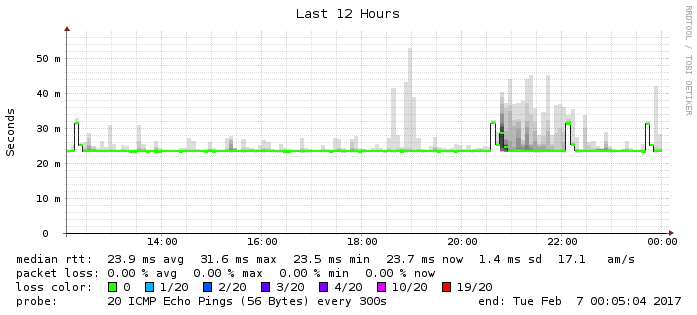 Last 12 Hours
RRDTOOL / TOBI OETIKER
Seconds
50 m
40 m
30 m
20 m
10 m
0
14:00 16:00 18:00 20:00 22:00 00:00
median rtt: 23.9 ms avg 31.6 ms max 23.5 ms min 23.7 ms now 1.4 ms sd 17.1 am/s
packet loss: 0.00 % avg 0.00 % max 0.00 % min 0.00 % now
loss color: 0 1/20 2/20 3/20 4/20 10/20 19/20
probe: 20 ICMP Echo Pings (56 Bytes) every 300s end: Tue Feb 7 00:05:04 2017